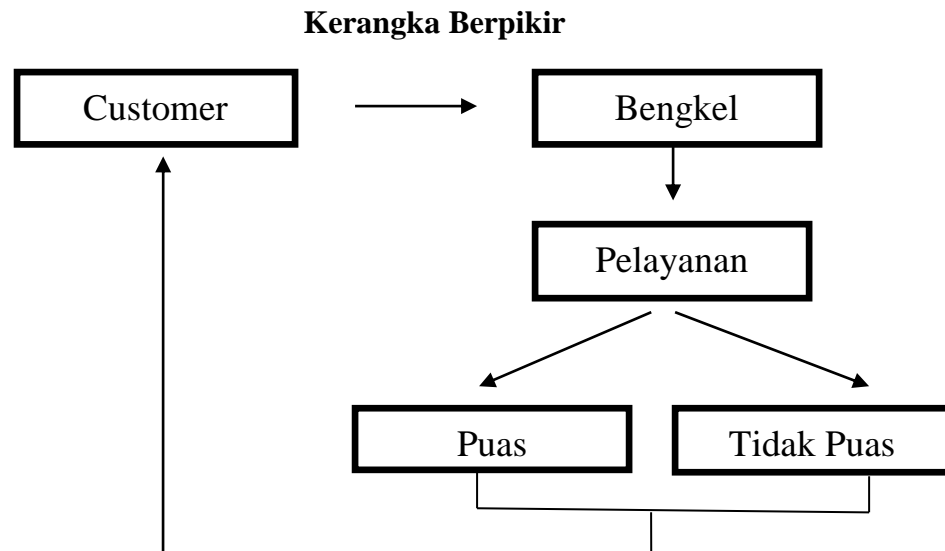 Kerangka Berpikir
Customer
Bengkel
Pelayanan
Puas
Tidak Puas